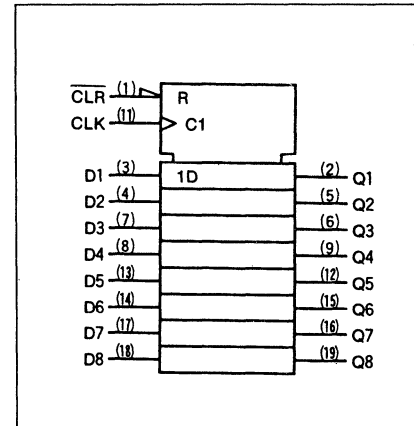 C̅L̅R̅ (1) R
CLK (11) C1
D1 (3) 1D (2) Q1
D2 (4) (5) Q2
D3 (7) (6) Q3
D4 (8) (9) Q4
D5 (13) (12) Q5
D6 (14) (15) Q6
D7 (17) (16) Q7
D8 (18) (19) Q8